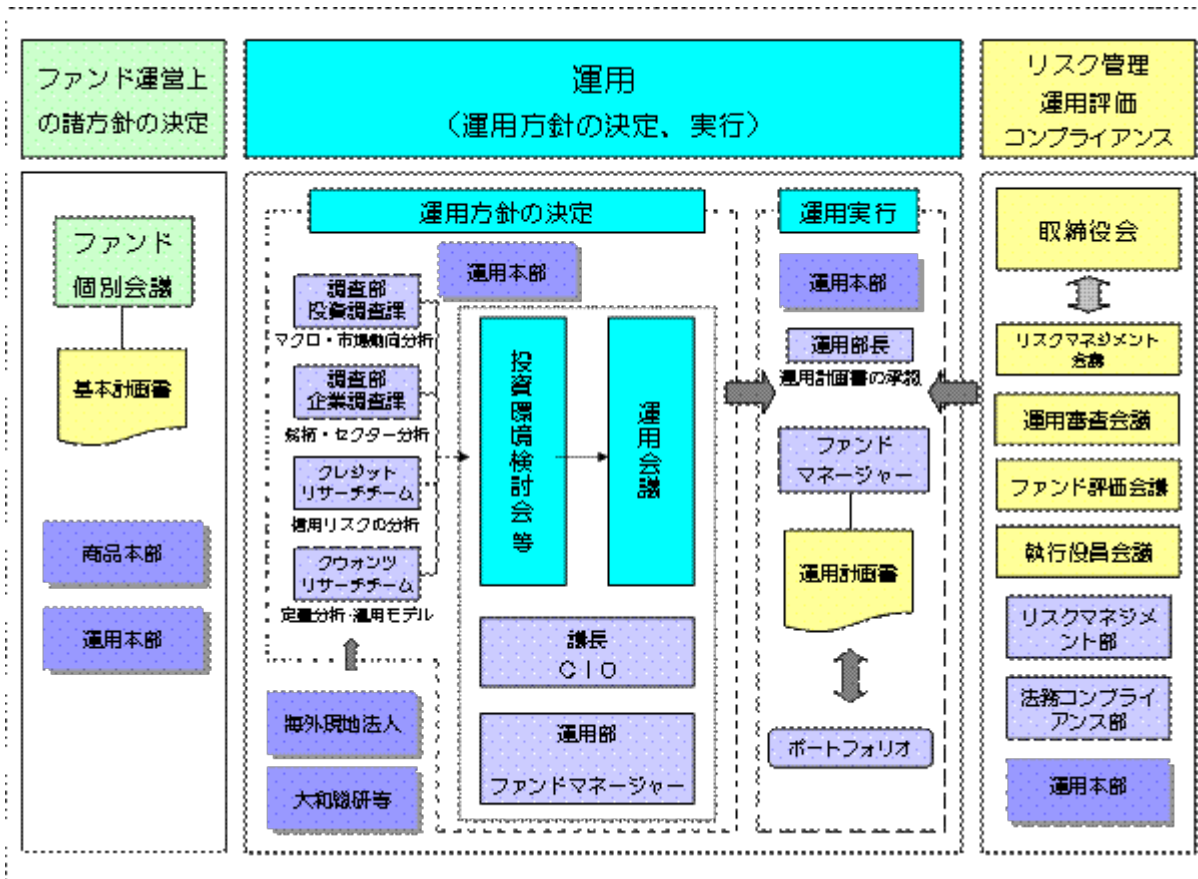 ファンド運営上
の諸方針の決定
運用
（運用方針の決定、実行）
リスク管理
運用評価
コンプライアンス
ファンド
個別会議
基本計画書
商品本部
運用本部
運用方針の決定
運用本部
調査部
投資調査課
マクロ・市場動向分析
調査部
企業調査課
銘柄・セクター分析
クレジット
リサーチチーム
信用リスクの分析
クウォンツ
リサーチチーム
定量分析・運用モデル
海外現地法人
大和総研等
投資環境検討会等
運用会議
議長
ＣＩＯ
運用部
ファンドマネージャー
運用実行
運用本部
運用部長
運用計画書の承認
ファンド
マネージャー
運用計画書
ポートフォリオ
取締役会
リスクマネジメント
会議
運用審査会議
ファンド評価会議
執行役員会議
リスクマネジメ
ント部
法務コンプライ
アンス部
運用本部